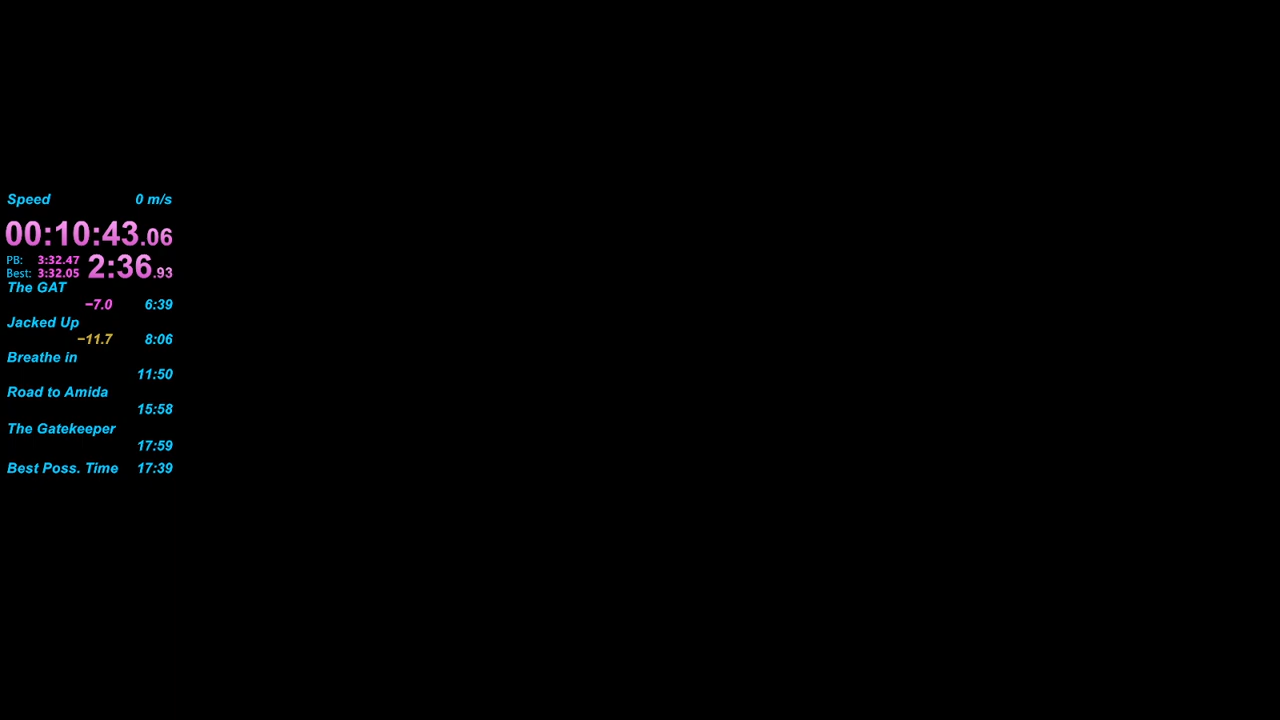 Speed 0 m/s
00:10:43.06
PB: 3:32.47
Best: 3:32.05
2:36.93
The GAT
−7.0 6:39
Jacked Up
−11.7 8:06
Breathe in
11:50
Road to Amida
15:58
The Gatekeeper
17:59
Best Poss. Time 17:39